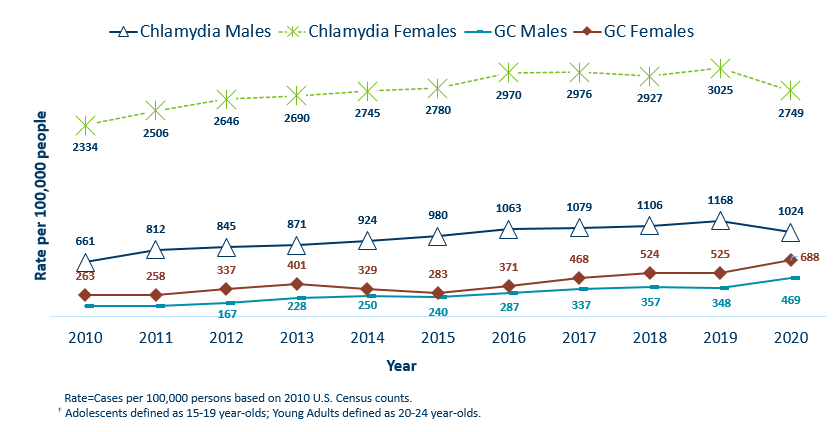 Chlamydia Males Chlamydia Females GC Males GC Females
Rate per 100,000 people
2334 2506 2646 2690 2745 2780 2970 2976 2927 3025 2749
661 812 845 871 924 980 1063 1079 1106 1168 1024
263 258 337 401 329 283 371 468 524 525 688
167 228 250 240 287 337 357 348 469
2010 2011 2012 2013 2014 2015 2016 2017 2018 2019 2020
Year
Rate=Cases per 100,000 persons based on 2010 U.S. Census counts.
† Adolescents defined as 15-19 year-olds; Young Adults defined as 20-24 year-olds.